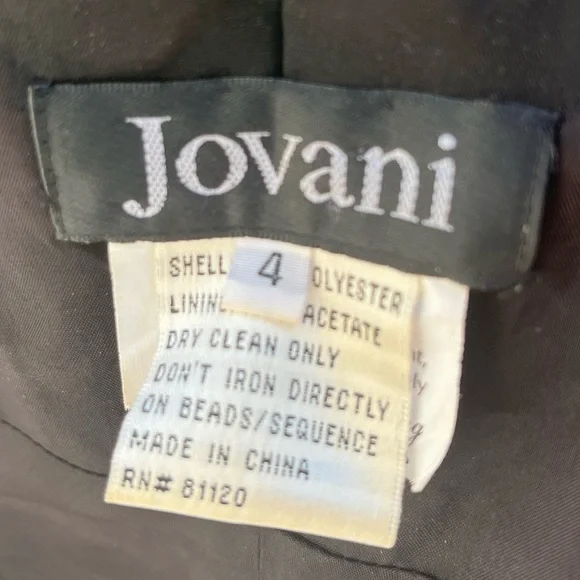 Jovani
4
SHELL OLYESTER
LININ ACETATE
DRY CLEAN ONLY
DON'T IRON DIRECTLY
ON BEADS/SEQUENCE
MADE IN CHINA
RN# 81120